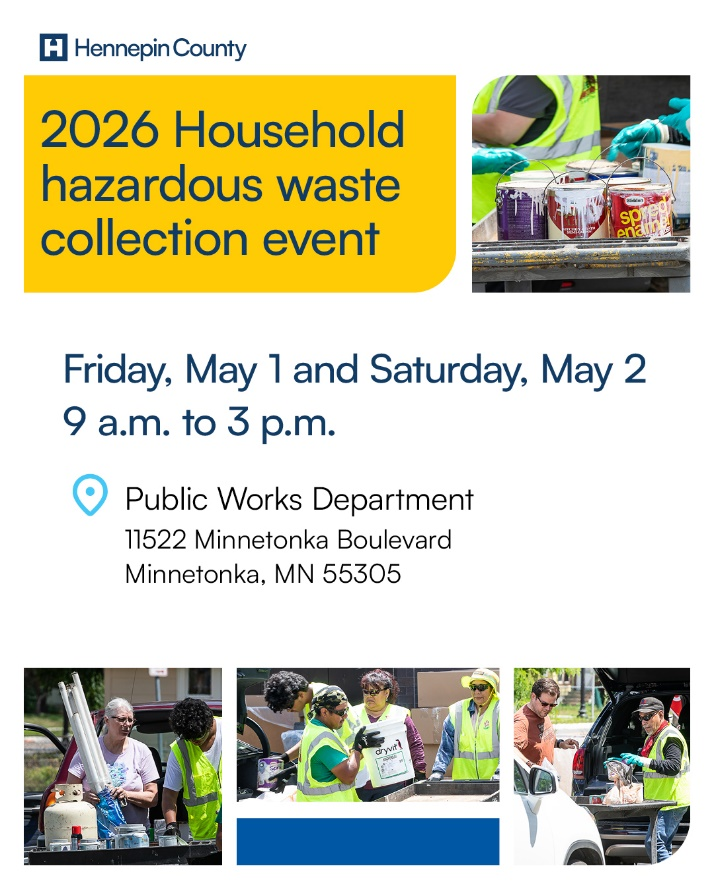 Hennepin County
2026 Household
hazardous waste
collection event
Friday, May 1 and Saturday, May 2
9 a.m. to 3 p.m.
Public Works Department
11522 Minnetonka Boulevard
Minnetonka, MN 55305
dryvit